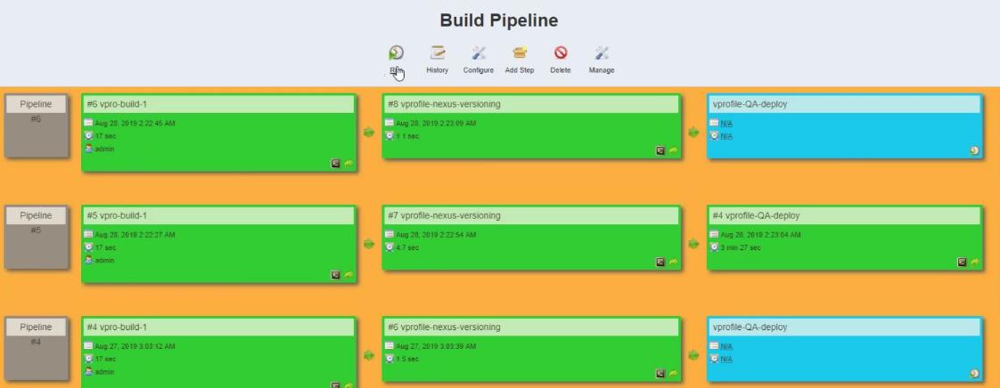 Build Pipeline
Run History Configure Add Step Delete Manage
Pipeline
#6
#6 vpro-build-1
Aug 28, 2019 2:22:45 AM
17 sec
admin
#8 vprofile-nexus-versioning
Aug 28, 2019 2:23:09 AM
1.1 sec
vprofile-QA-deploy
N/A
N/A
Pipeline
#5
#5 vpro-build-1
Aug 28, 2019 2:22:27 AM
17 sec
admin
#7 vprofile-nexus-versioning
Aug 28, 2019 2:22:54 AM
4.7 sec
#4 vprofile-QA-deploy
Aug 28, 2019 2:23:04 AM
3 min 27 sec
Pipeline
#4
#4 vpro-build-1
Aug 27, 2019 3:03:12 AM
17 sec
admin
#6 vprofile-nexus-versioning
Aug 27, 2019 3:03:39 AM
1.5 sec
vprofile-QA-deploy
N/A
N/A